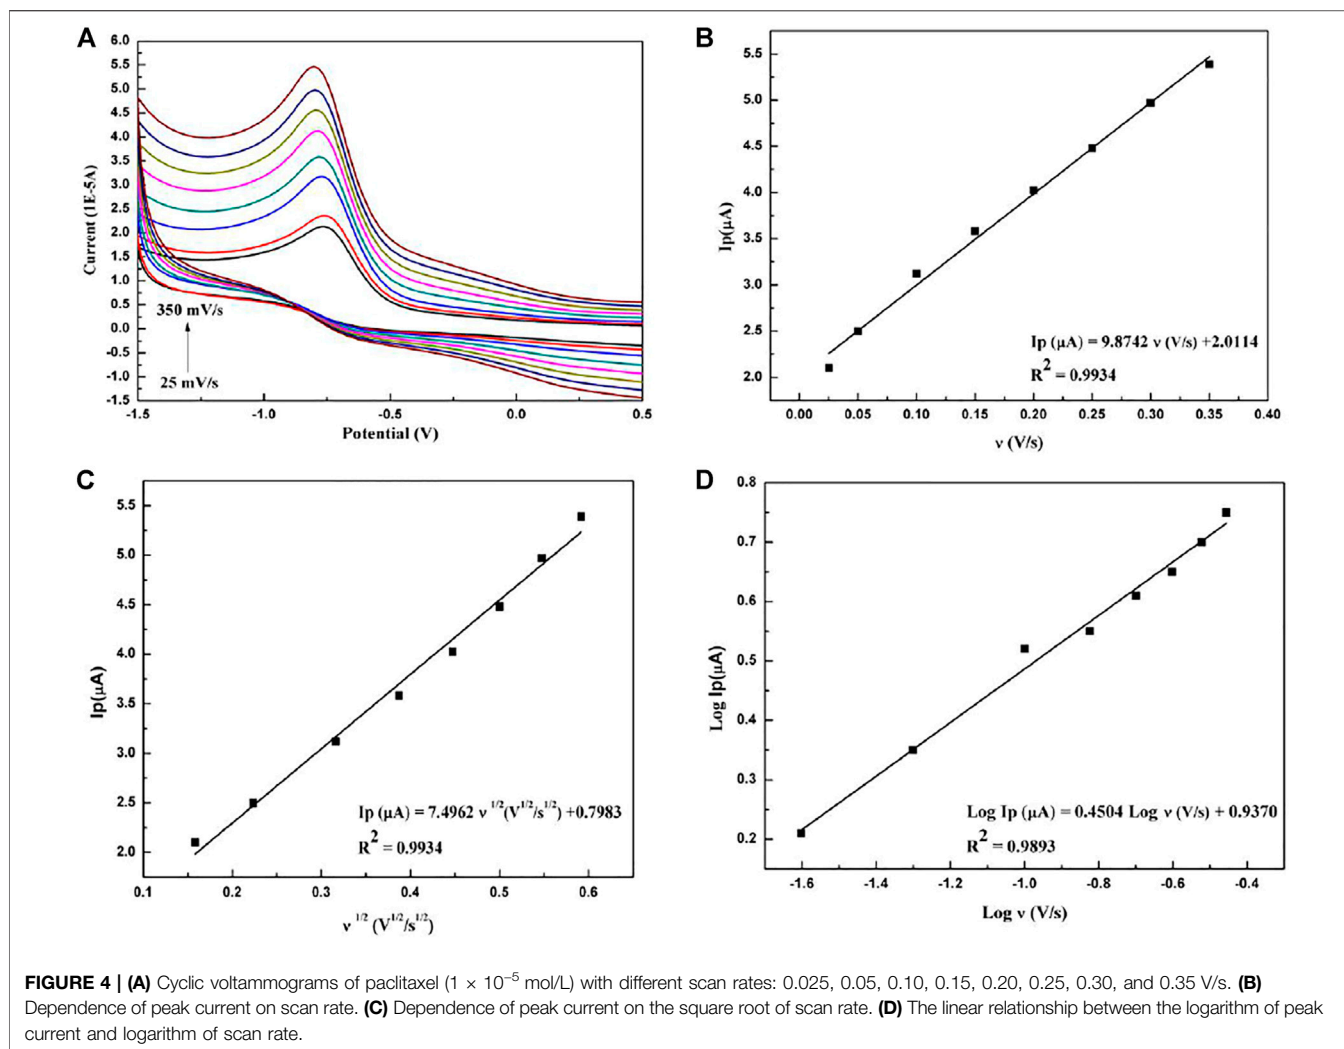 A
6.0
5.5
5.0
4.5
4.0
3.5
3.0
2.5
2.0
1.5
1.0
0.5
0.0
-0.5
-1.0
-1.5
Current (1E-5A)
350 mV/s
25 mV/s
-1.5 -1.0 -0.5 0.0 0.5
Potential (V)
B
5.5
5.0
4.5
4.0
3.5
3.0
2.5
2.0
Ip(μA)
Ip (μA) = 9.8742 ν (V/s) +2.0114
R² = 0.9934
0.00 0.05 0.10 0.15 0.20 0.25 0.30 0.35 0.40
ν (V/s)
C
5.5
5.0
4.5
4.0
3.5
3.0
2.5
2.0
Ip(μA)
Ip (μA) = 7.4962 ν ^1/2(V^1/2/s^1/2) +0.7983
R² = 0.9934
0.1 0.2 0.3 0.4 0.5 0.6
ν ^1/2 (V^1/2/s^1/2)
D
0.8
0.7
0.6
0.5
0.4
0.3
0.2
Log Ip(μA)
Log Ip (μA) = 0.4504 Log ν (V/s) + 0.9370
R² = 0.9893
-1.6 -1.4 -1.2 -1.0 -0.8 -0.6 -0.4
Log ν (V/s)
FIGURE 4 | (A) Cyclic voltammograms of paclitaxel (1 × 10⁻⁵ mol/L) with different scan rates: 0.025, 0.05, 0.10, 0.15, 0.20, 0.25, 0.30, and 0.35 V/s. (B)
Dependence of peak current on scan rate. (C) Dependence of peak current on the square root of scan rate. (D) The linear relationship between the logarithm of peak
current and logarithm of scan rate.